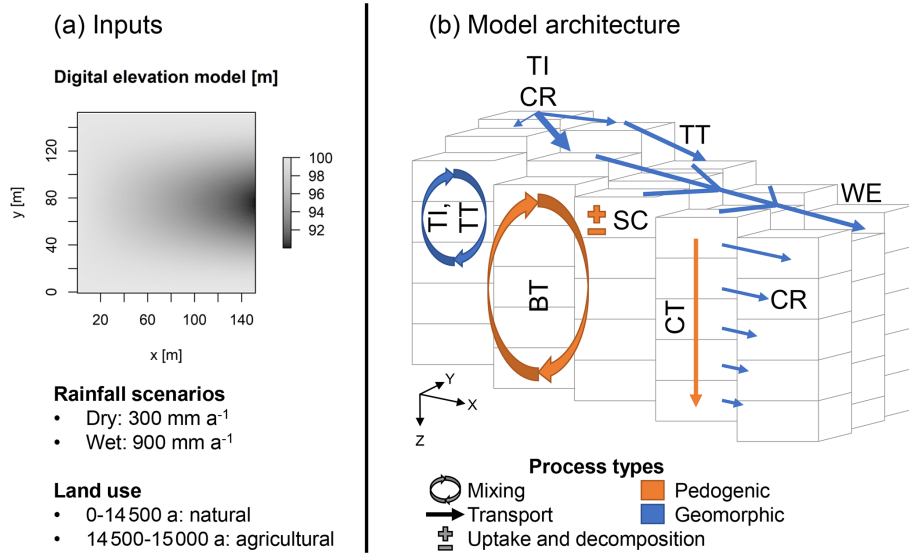 (a) Inputs
Digital elevation model [m]
120
80
40
0
y [m]
20 60 100 140
x [m]
100
98
96
94
92
Rainfall scenarios
• Dry: 300 mm a⁻¹
• Wet: 900 mm a⁻¹
Land use
• 0-14 500 a: natural
• 14 500-15 000 a: agricultural
(b) Model architecture
TI
CR
TT
WE
TI,
TT
SC
BT
CT
CR
Y
X
Z
Process types
Mixing
Transport
Uptake and decomposition
Pedogenic
Geomorphic